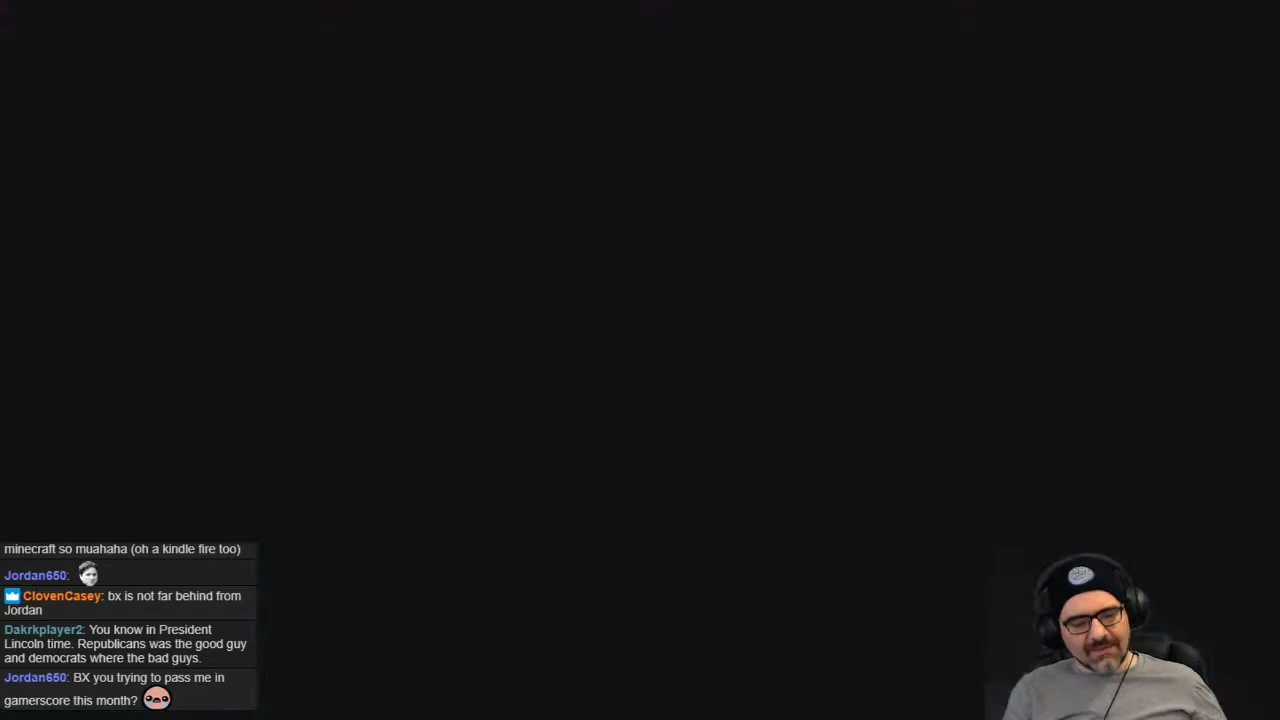 minecraft so muahaha (oh a kindle fire too)
Jordan650:
ClovenCasey: bx is not far behind from
Jordan
Dakrkplayer2: You know in President
Lincoln time. Republicans was the good guy
and democrats where the bad guys.
Jordan650: BX you trying to pass me in
gamerscore this month?